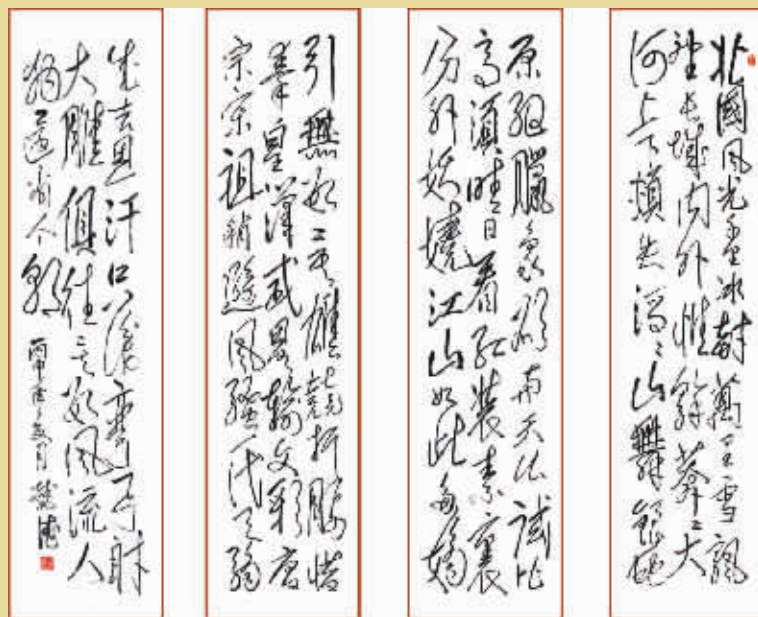 北國風光千里冰封萬里雪飄
望長城内外惟餘莽莽大
河上下頓失滔滔山舞銀蛇
原馳臘象欲與天公試比
高須晴日看紅裝素裹
分外妖嬈江山如此多嬌
引無數英雄競折腰惜
秦皇漢武略輸文彩唐
宗宋祖稍遜風騷一代天驕
成吉思汗只識彎弓射
大雕俱往矣數風流人
物還看今朝
丙申